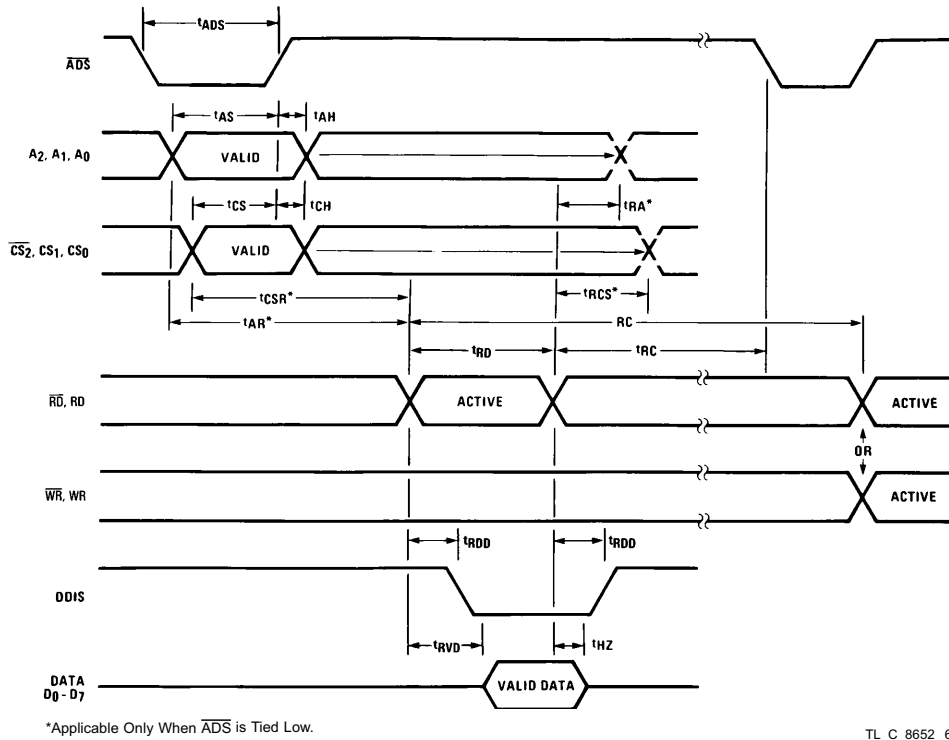 tADS
ADS
tAS
tAH
A2, A1, A0
VALID
tCS
tCH
tRA*
CS2, CS1, CS0
VALID
tCSR*
tRCS*
tAR*
RC
tRD
tRC
RD, RD
ACTIVE
ACTIVE
OR
WR, WR
ACTIVE
tRDD
tRDD
DDIS
tRVD
tHZ
DATA
D0 - D7
VALID DATA
*Applicable Only When ADS is Tied Low.
TL C 8652